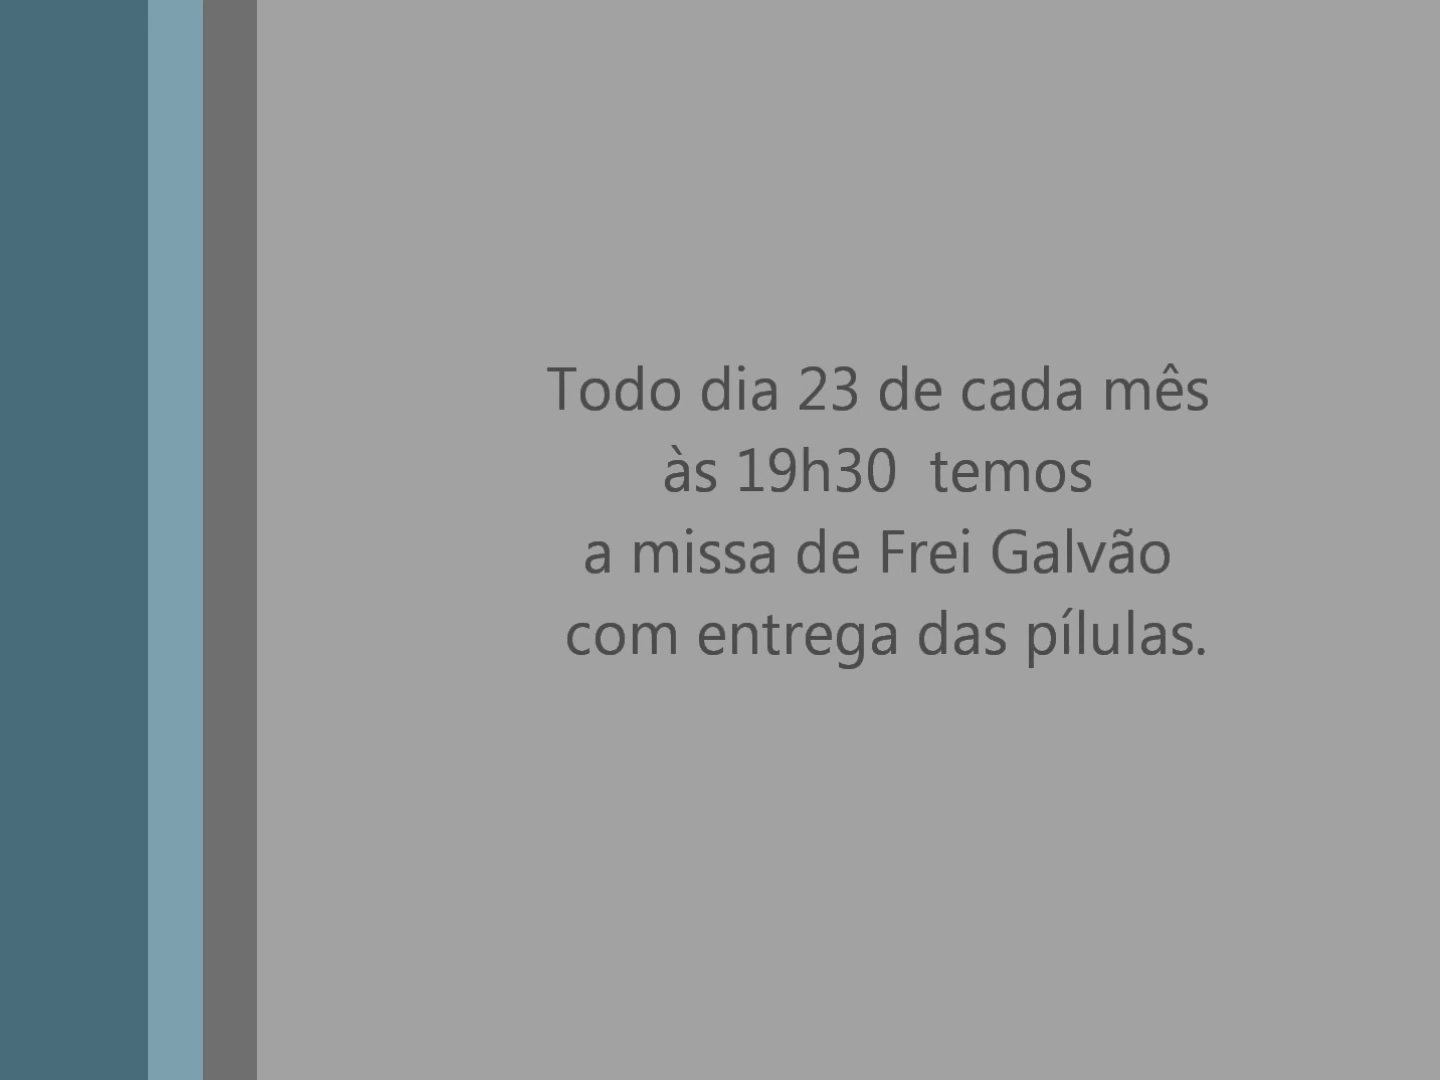 Todo dia 23 de cada mês
às 19h30  temos
a missa de Frei Galvão
com entrega das pílulas.